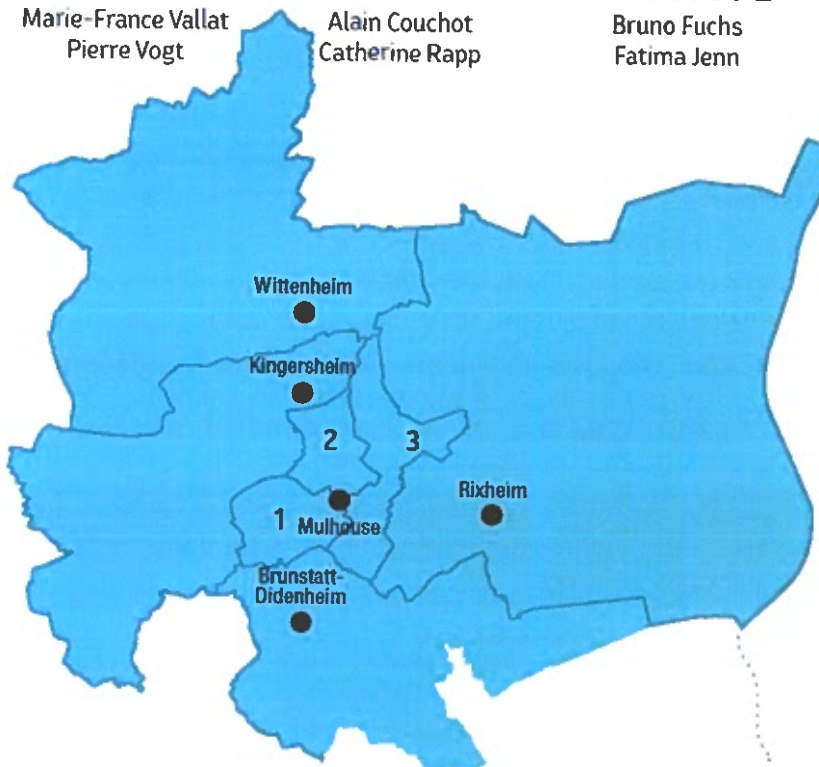 Marie-France Vallat
Pierre Vogt
Alain Couchot
Catherine Rapp
Bruno Fuchs
Fatima Jenn
Wittenheim
Kingersheim
2
3
Rixheim
1
Mulhouse
Brunstatt-
Didenheim